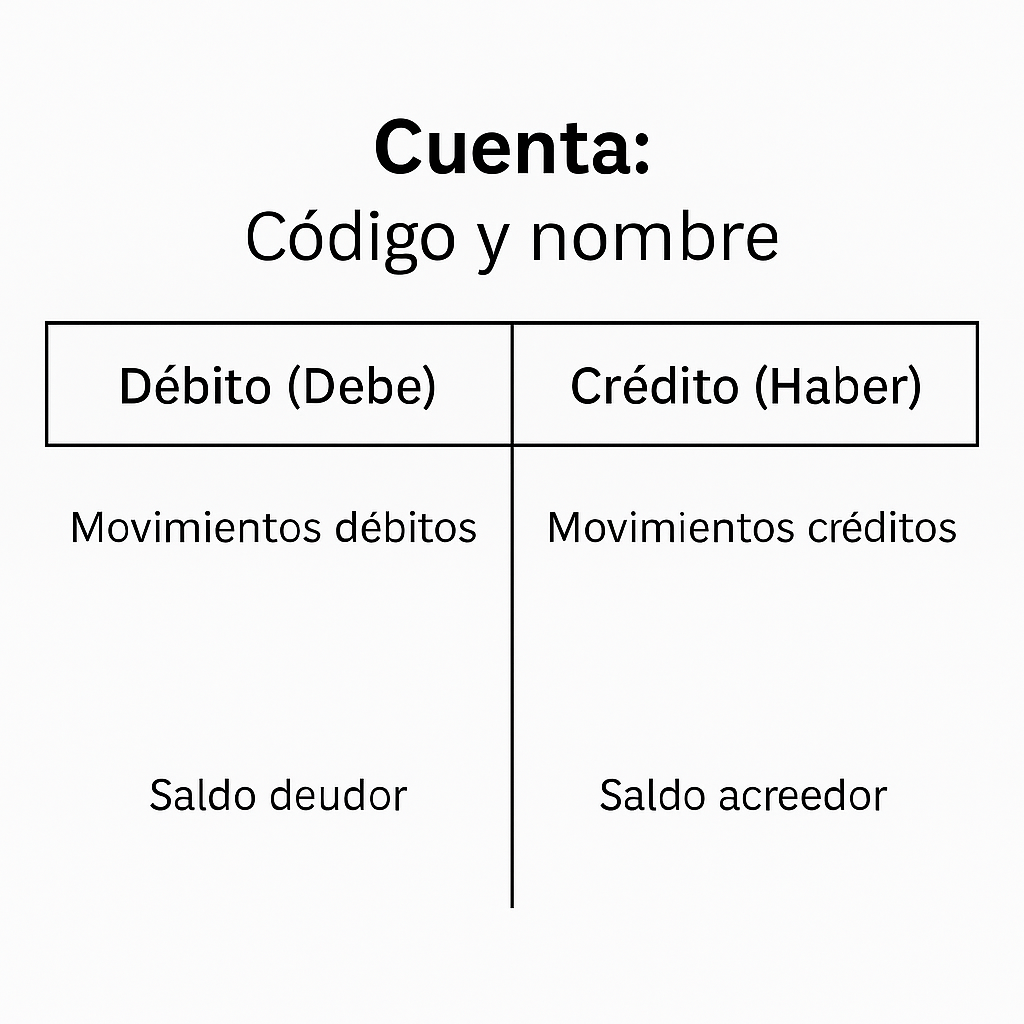 Cuenta:
Código y nombre
Débito (Debe) Crédito (Haber)
Movimientos débitos Movimientos créditos
Saldo deudor Saldo acreedor